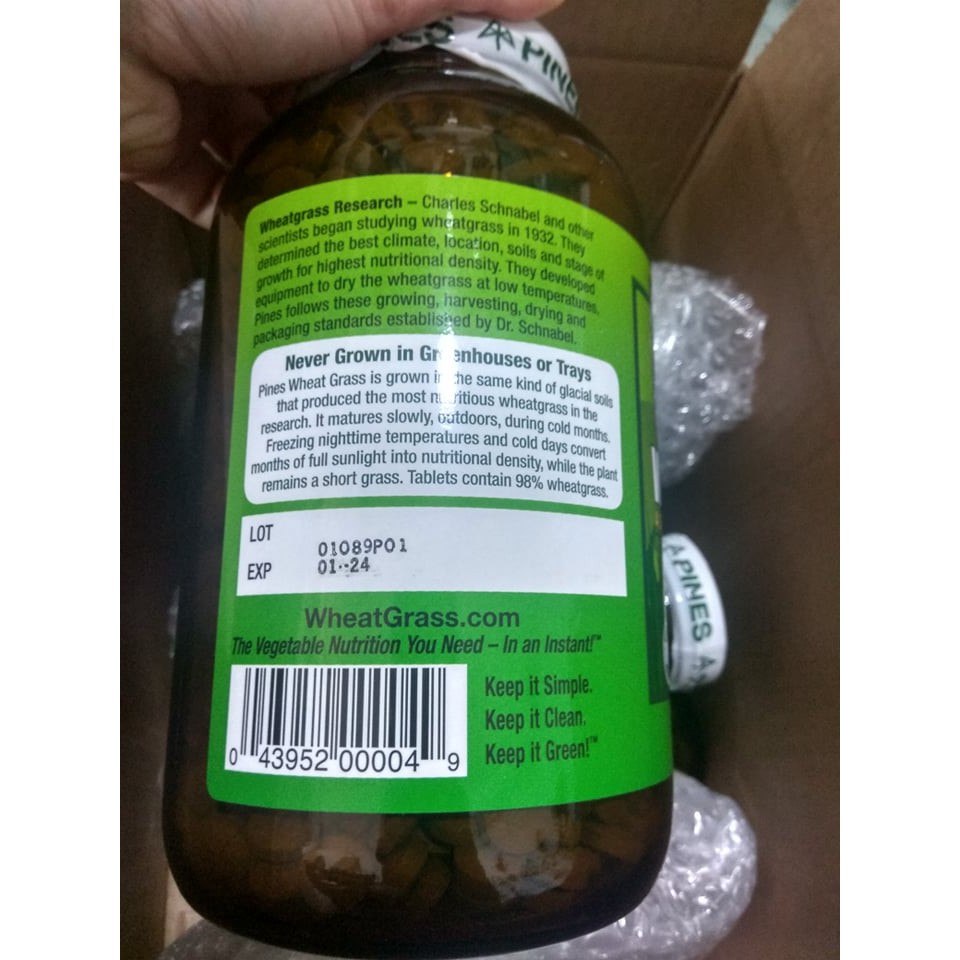 PINES
Wheatgrass Research – Charles Schnabel and other
scientists began studying wheatgrass in 1932. They
determined the best climate, location, soils and stage of
growth for highest nutritional density. They developed
equipment to dry the wheatgrass at low temperatures.
Pines follows these growing, harvesting, drying and
packaging standards established by Dr. Schnabel.
Never Grown in Greenhouses or Trays
Pines Wheat Grass is grown in the same kind of glacial soils
that produced the most nutritious wheatgrass in the
research. It matures slowly, outdoors, during cold months.
Freezing nighttime temperatures and cold days convert
months of full sunlight into nutritional density, while the plant
remains a short grass. Tablets contain 98% wheatgrass.
LOT 01089P01
EXP 01--24
WheatGrass.com
The Vegetable Nutrition You Need – In an Instant!™
Keep it Simple.
Keep it Clean.
Keep it Green!™
0 43952 00004 9
PINES